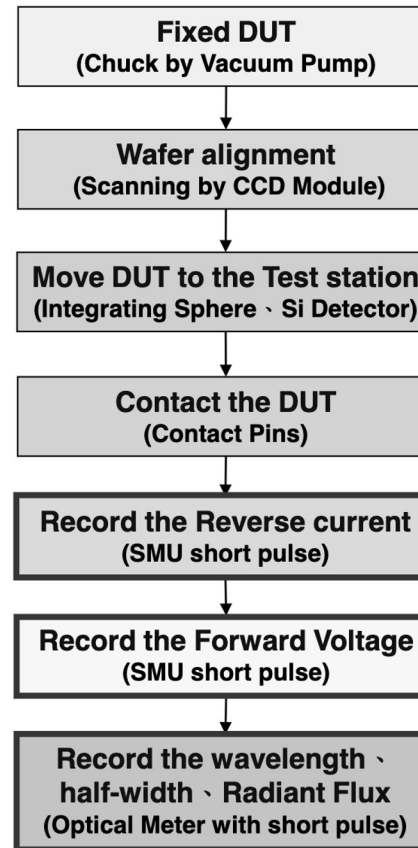 Fixed DUT
(Chuck by Vacuum Pump)
Wafer alignment
(Scanning by CCD Module)
Move DUT to the Test station
(Integrating Sphere、Si Detector)
Contact the DUT
(Contact Pins)
Record the Reverse current
(SMU short pulse)
Record the Forward Voltage
(SMU short pulse)
Record the wavelength、
half-width、Radiant Flux
(Optical Meter with short pulse)